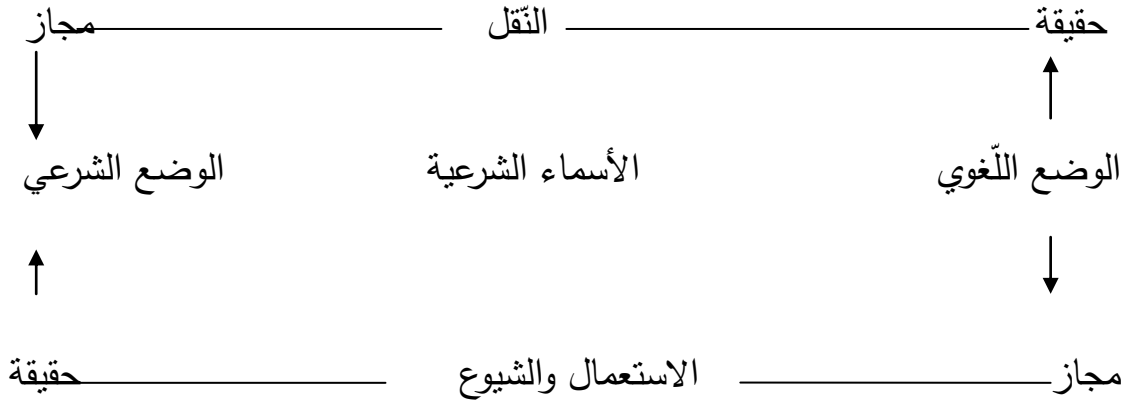 حقيقة النّقل مجاز
الوضع اللّغوي الأسماء الشرعية الوضع الشرعي
مجاز الاستعمال والشيوع حقيقة